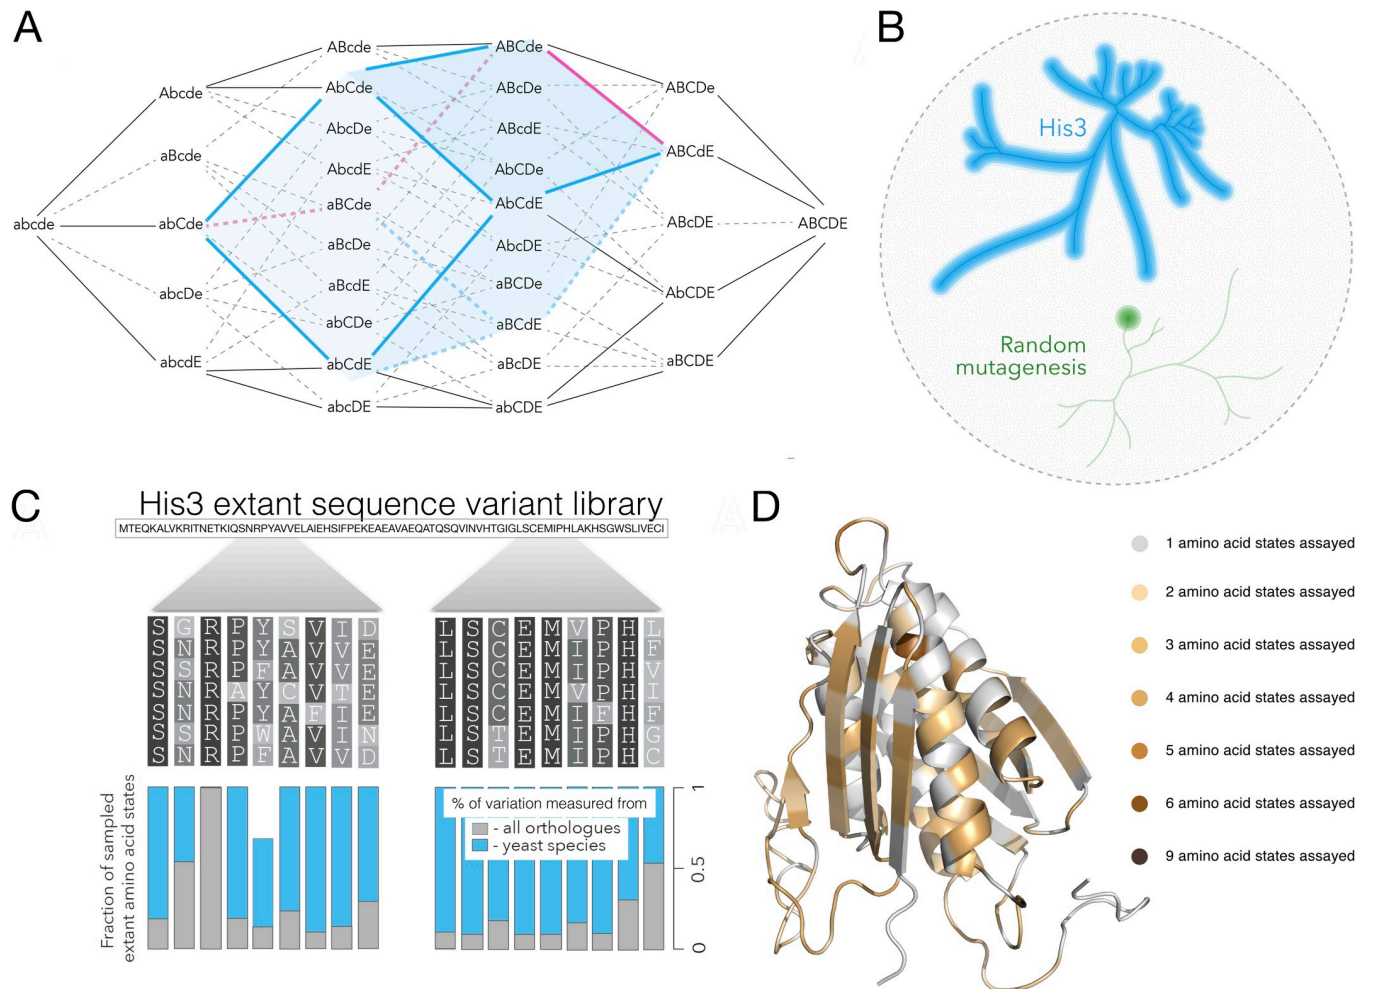 A
abcde
Abcde
aBcde
abCde
abcDe
abcdE
ABcde
AbCde
AbcDe
AbcdE
aBCde
aBcDe
aBcdE
abCDe
abCdE
abcDE
ABCde
ABcDe
ABcdE
AbCDe
AbCdE
AbcDE
aBCDe
aBCdE
aBcDE
abCDE
ABCDe
ABCdE
ABcDE
AbCDE
aBCDE
ABCDE
B
His3
Random
mutagenesis
C
His3 extant sequence variant library
MTEQKALVKRITNETKIQSNRPYAVVELAIEHSIFPEKEAEAVAEQATQSQVINVHTGIGLSCEMIPHLAKHSGWSLIVECI
S G R P Y S V I D
S N R P Y A V V E
S S R P F A V V E
S N R A Y C V T E
S N R P Y A F I E
S S R P W A V I N
S N R P F A V V D
L S C E M V P H L
L S C E M I P H F
L S C E M I P H V
L S C E M V P H I
L S C E M I F H F
L S T E M I P H G
L S T E M I P H C
Fraction of sampled
extant amino acid states
% of variation measured from
- all orthologues
- yeast species
1
0.5
0
D
1 amino acid states assayed
2 amino acid states assayed
3 amino acid states assayed
4 amino acid states assayed
5 amino acid states assayed
6 amino acid states assayed
9 amino acid states assayed